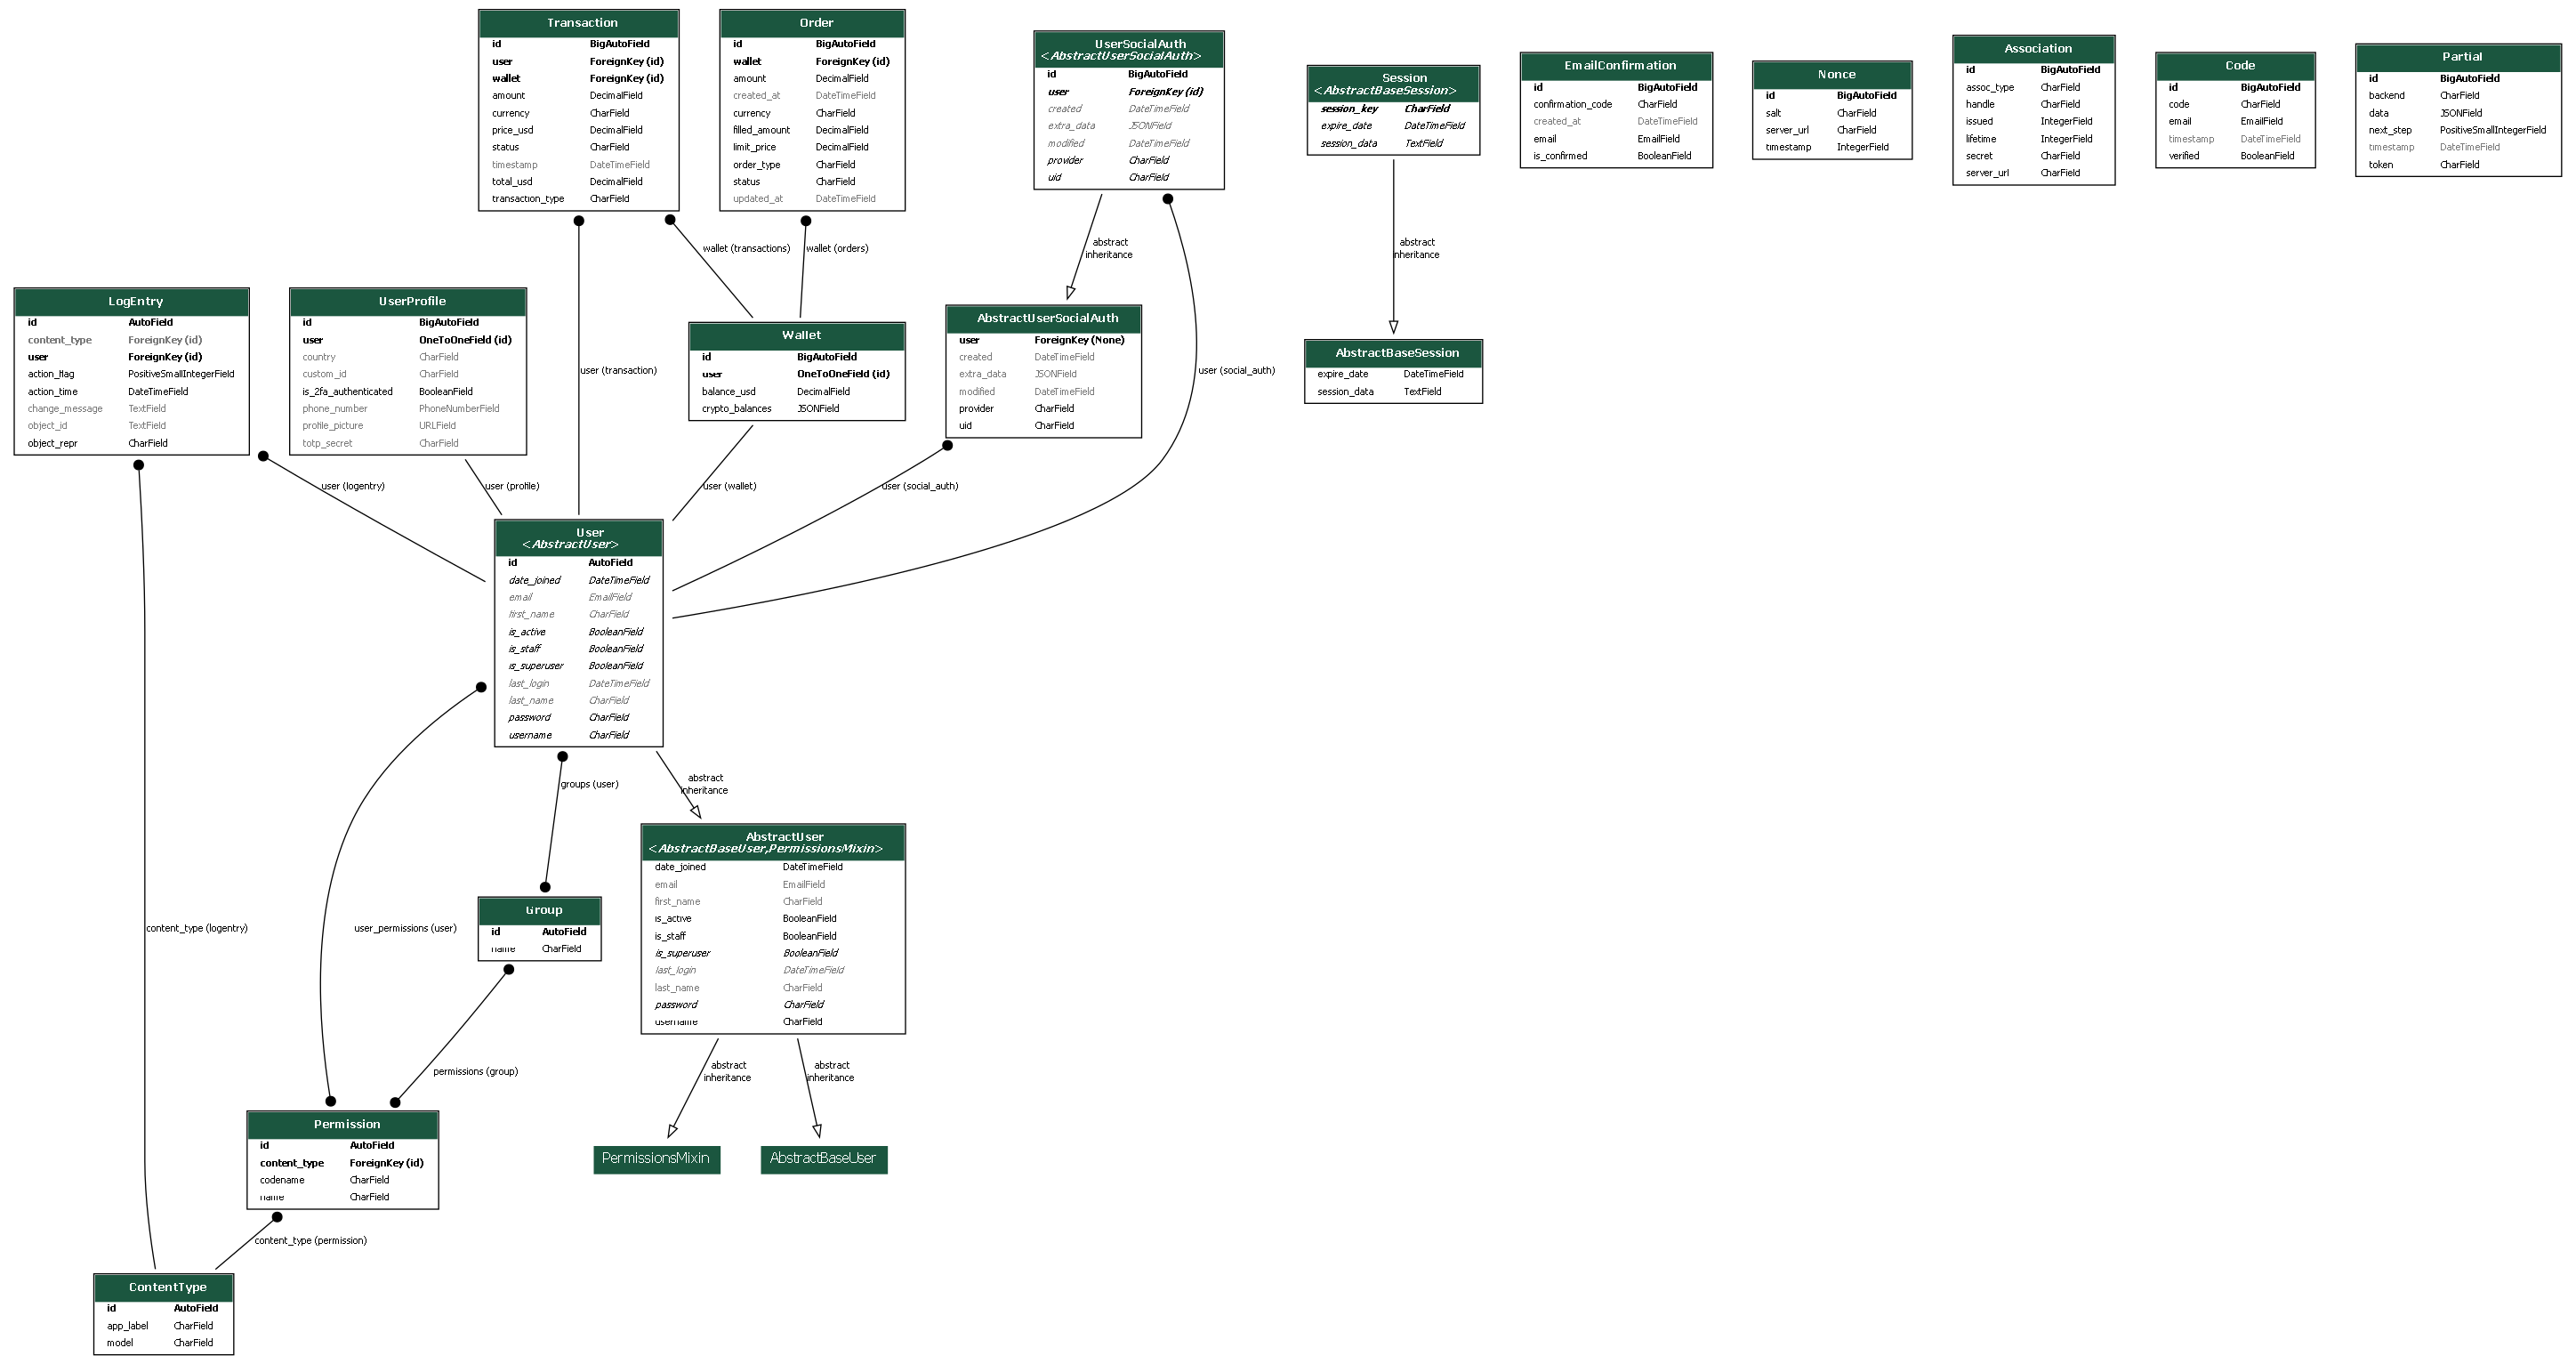 Transaction
id BigAutoField
user ForeignKey (id)
wallet ForeignKey (id)
amount DecimalField
currency CharField
price_usd DecimalField
status CharField
timestamp DateTimeField
total_usd DecimalField
transaction_type CharField
Order
id BigAutoField
wallet ForeignKey (id)
amount DecimalField
created_at DateTimeField
currency CharField
filled_amount DecimalField
limit_price DecimalField
order_type CharField
status CharField
updated_at DateTimeField
UserSocialAuth
<AbstractUserSocialAuth>
id BigAutoField
user ForeignKey (id)
created DateTimeField
extra_data JSONField
modified DateTimeField
provider CharField
uid CharField
Session
<AbstractBaseSession>
session_key CharField
expire_date DateTimeField
session_data TextField
EmailConfirmation
id BigAutoField
confirmation_code CharField
created_at DateTimeField
email EmailField
is_confirmed BooleanField
Nonce
id BigAutoField
salt CharField
server_url CharField
timestamp IntegerField
Association
id BigAutoField
assoc_type CharField
handle CharField
issued IntegerField
lifetime IntegerField
secret CharField
server_url CharField
Code
id BigAutoField
code CharField
email EmailField
timestamp DateTimeField
verified BooleanField
Partial
id BigAutoField
backend CharField
data JSONField
next_step PositiveSmallIntegerField
timestamp DateTimeField
token CharField
wallet (transactions)
wallet (orders)
abstract
inheritance
abstract
inheritance
LogEntry
id AutoField
content_type ForeignKey (id)
user ForeignKey (id)
action_flag PositiveSmallIntegerField
action_time DateTimeField
change_message TextField
object_id TextField
object_repr CharField
UserProfile
id BigAutoField
user OneToOneField (id)
country CharField
custom_id CharField
is_2fa_authenticated BooleanField
phone_number PhoneNumberField
profile_picture URLField
totp_secret CharField
user (transaction)
Wallet
id BigAutoField
user OneToOneField (id)
balance_usd DecimalField
crypto_balances JSONField
AbstractUserSocialAuth
user ForeignKey (None)
created DateTimeField
extra_data JSONField
modified DateTimeField
provider CharField
uid CharField
user (social_auth)
AbstractBaseSession
expire_date DateTimeField
session_data TextField
user (logentry)
user (profile)
user (wallet)
user (social_auth)
User
<AbstractUser>
id AutoField
date_joined DateTimeField
email EmailField
first_name CharField
is_active BooleanField
is_staff BooleanField
is_superuser BooleanField
last_login DateTimeField
last_name CharField
password CharField
username CharField
groups (user)
abstract
inheritance
AbstractUser
<AbstractBaseUser,PermissionsMixin>
date_joined DateTimeField
email EmailField
first_name CharField
is_active BooleanField
is_staff BooleanField
is_superuser BooleanField
last_login DateTimeField
last_name CharField
password CharField
username CharField
content_type (logentry)
user_permissions (user)
Group
id AutoField
name CharField
permissions (group)
abstract
inheritance
abstract
inheritance
Permission
id AutoField
content_type ForeignKey (id)
codename CharField
name CharField
PermissionsMixin
AbstractBaseUser
content_type (permission)
ContentType
id AutoField
app_label CharField
model CharField